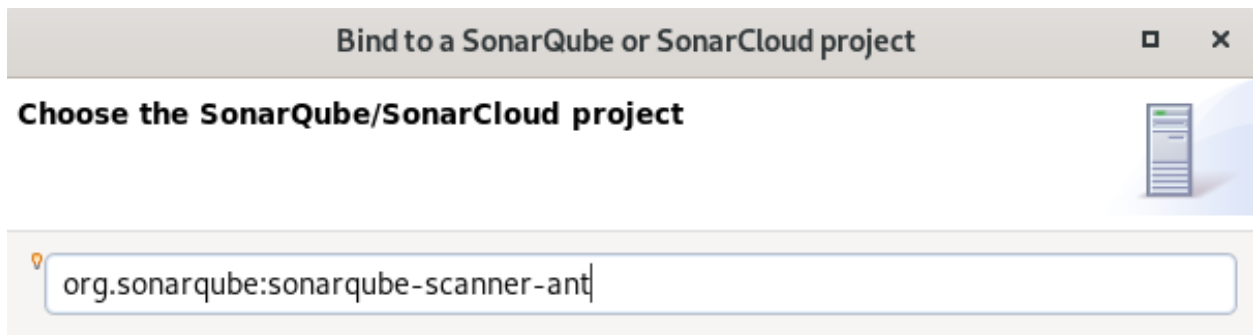 Bind to a SonarQube or SonarCloud project
Choose the SonarQube/SonarCloud project
org.sonarqube:sonarqube-scanner-ant